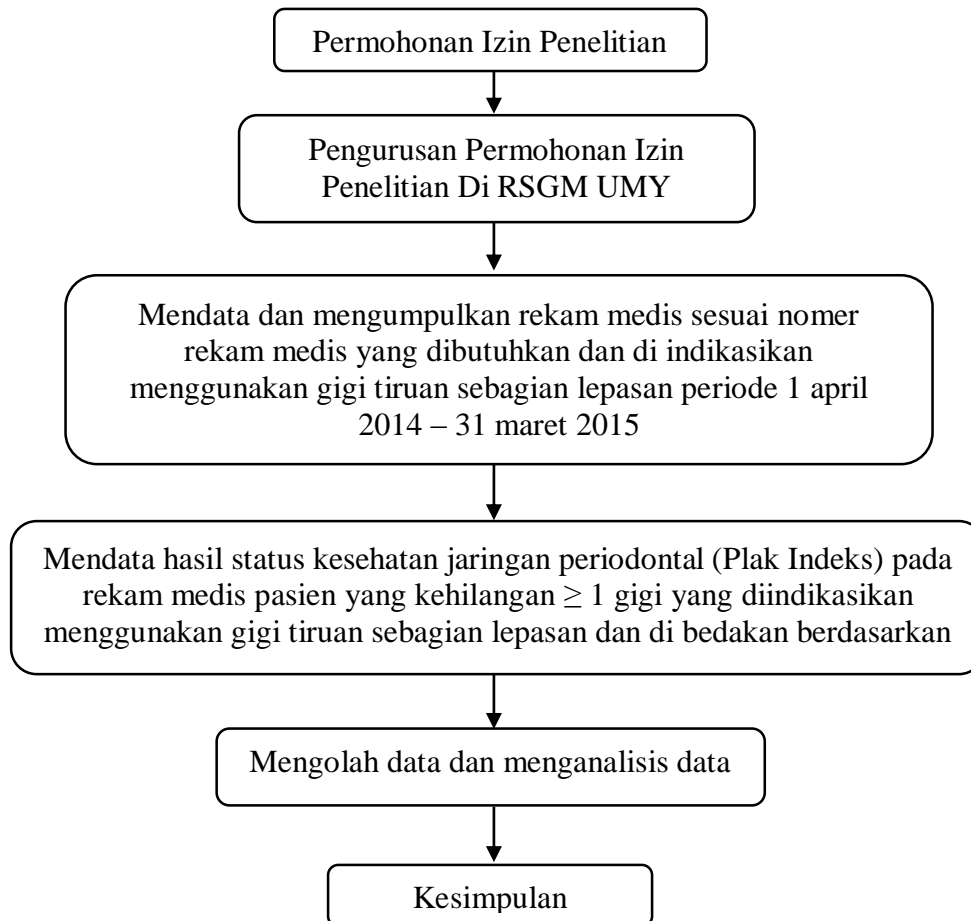 Permohonan Izin Penelitian
Pengurusan Permohonan Izin
Penelitian Di RSGM UMY
Mendata dan mengumpulkan rekam medis sesuai nomer
rekam medis yang dibutuhkan dan di indikasikan
menggunakan gigi tiruan sebagian lepasan periode 1 april
2014 – 31 maret 2015
Mendata hasil status kesehatan jaringan periodontal (Plak Indeks) pada
rekam medis pasien yang kehilangan ≥ 1 gigi yang diindikasikan
menggunakan gigi tiruan sebagian lepasan dan di bedakan berdasarkan
Mengolah data dan menganalisis data
Kesimpulan